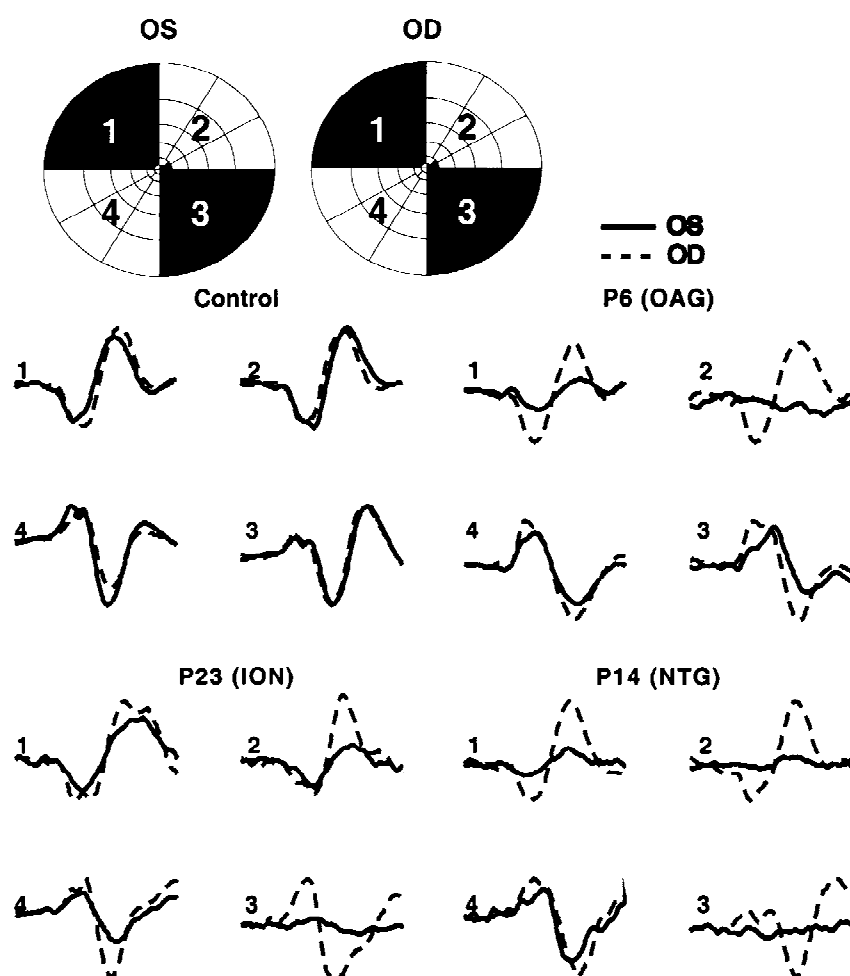 OS OD
1 2 1 2
4 3 4 3
OS
OD
Control P6 (OAG)
1 2 1 2
4 3 4 3
P23 (ION) P14 (NTG)
1 2 1 2
4 3 4 3